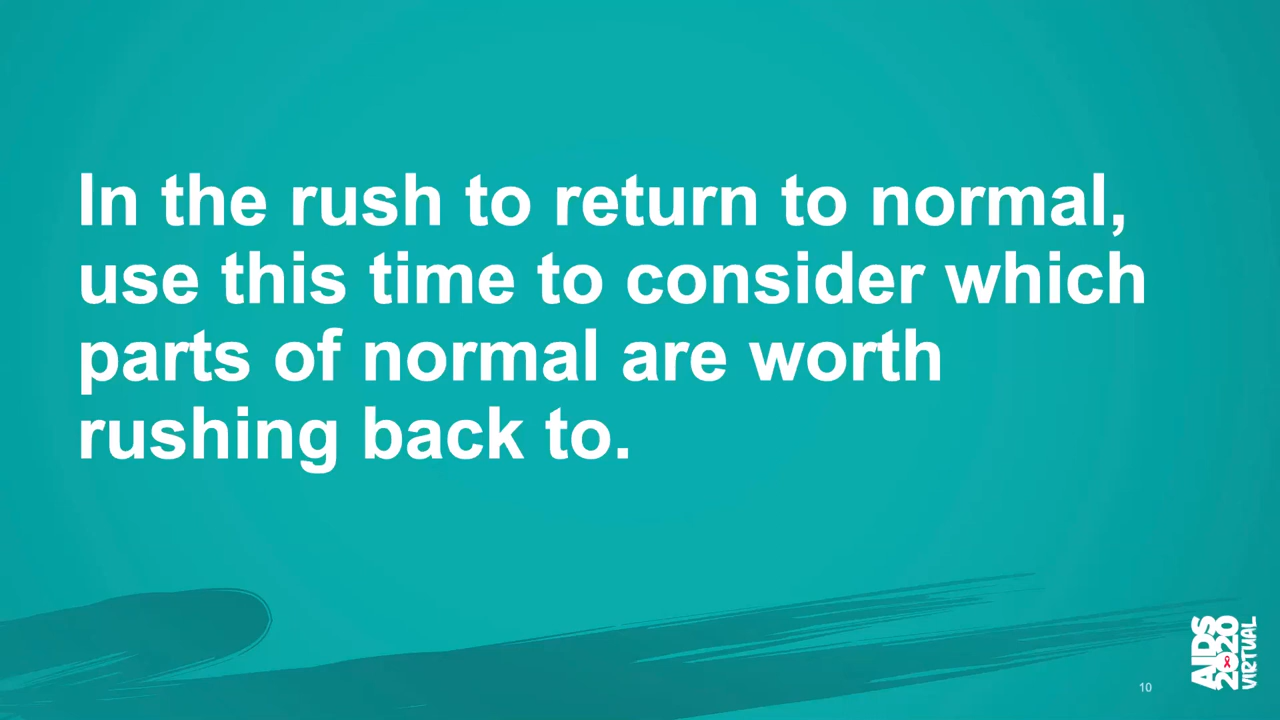 In the rush to return to normal,
use this time to consider which
parts of normal are worth
rushing back to.
10
AIDS
2020
VIRTUAL